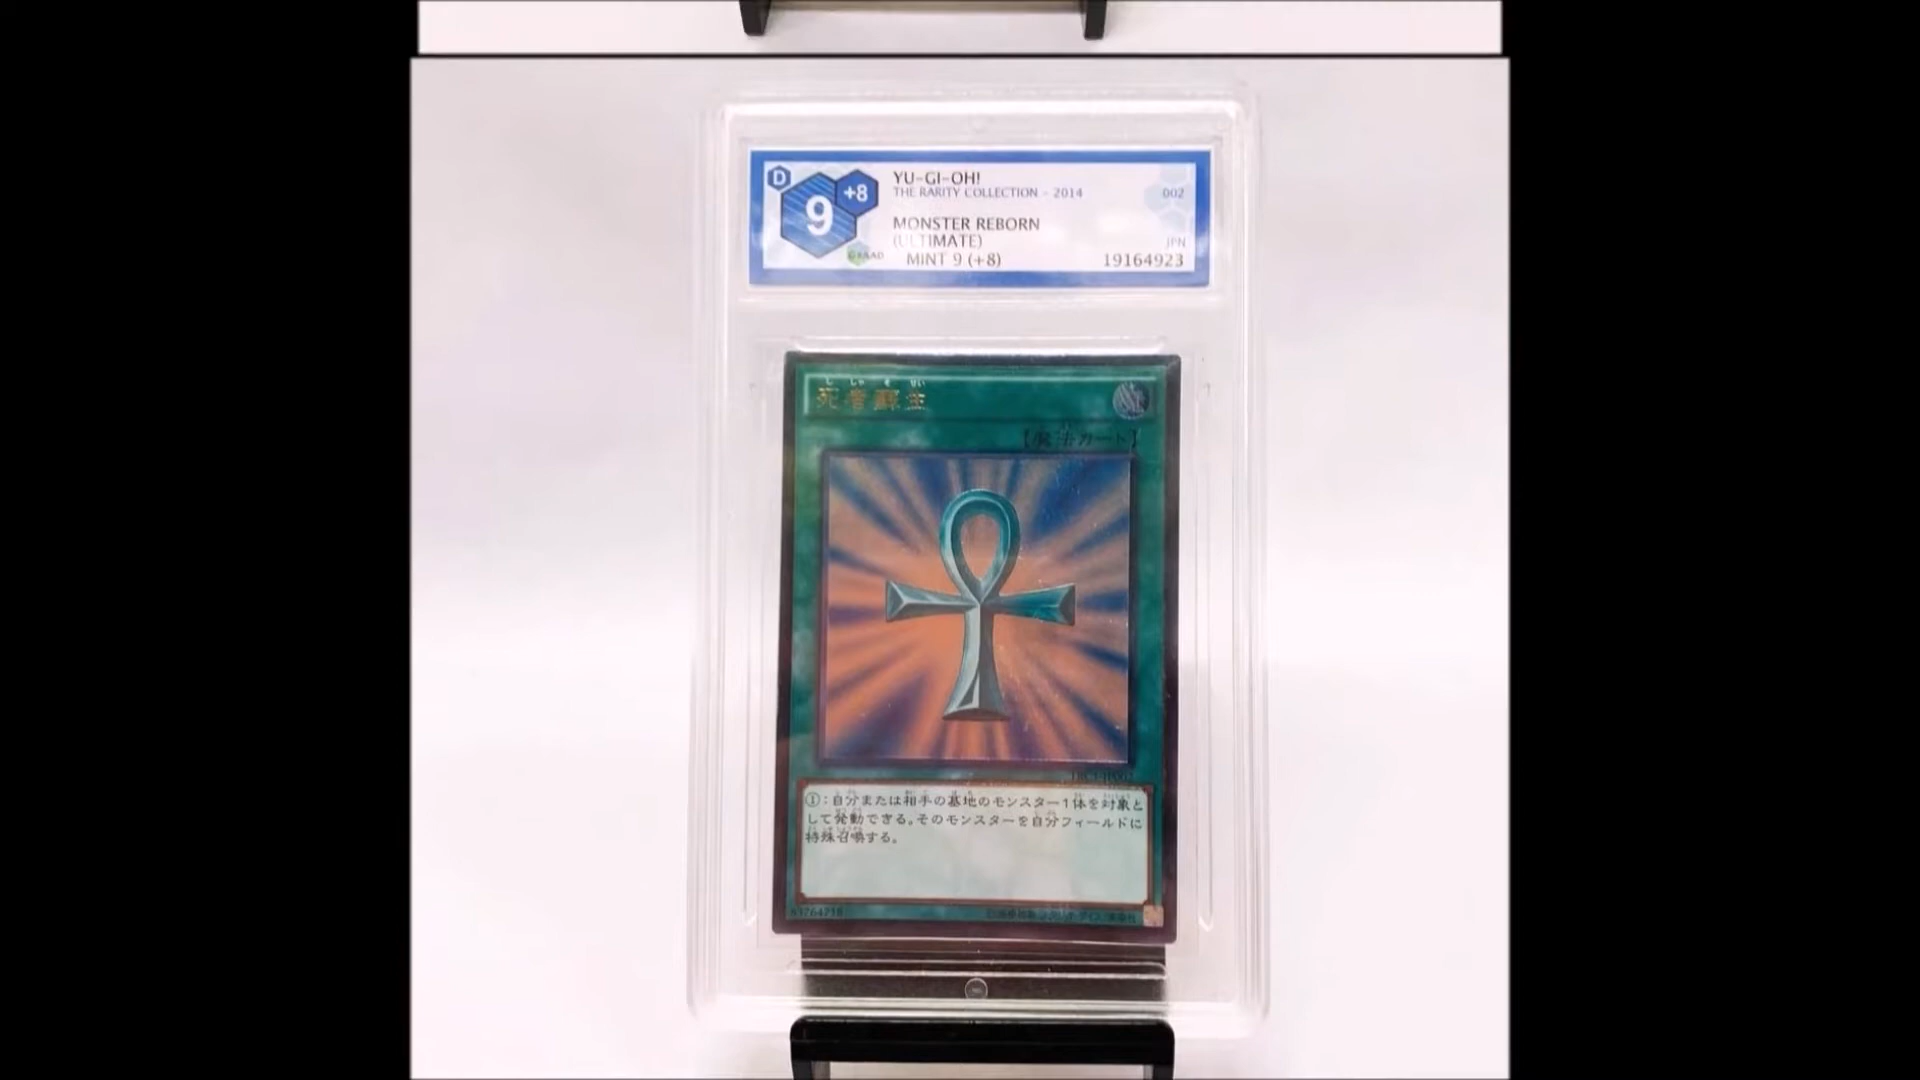 D
9
+8
YU-GI-OH!
THE RARITY COLLECTION - 2014
002
MONSTER REBORN
(ULTIMATE)
JPN
GRAAD
MINT 9 (+8)
19164923
死者蘇生
【魔法カード】
①:自分または相手の墓地のモンスター1体を対象と
して発動できる。そのモンスターを自分フィールドに
特殊召喚する。